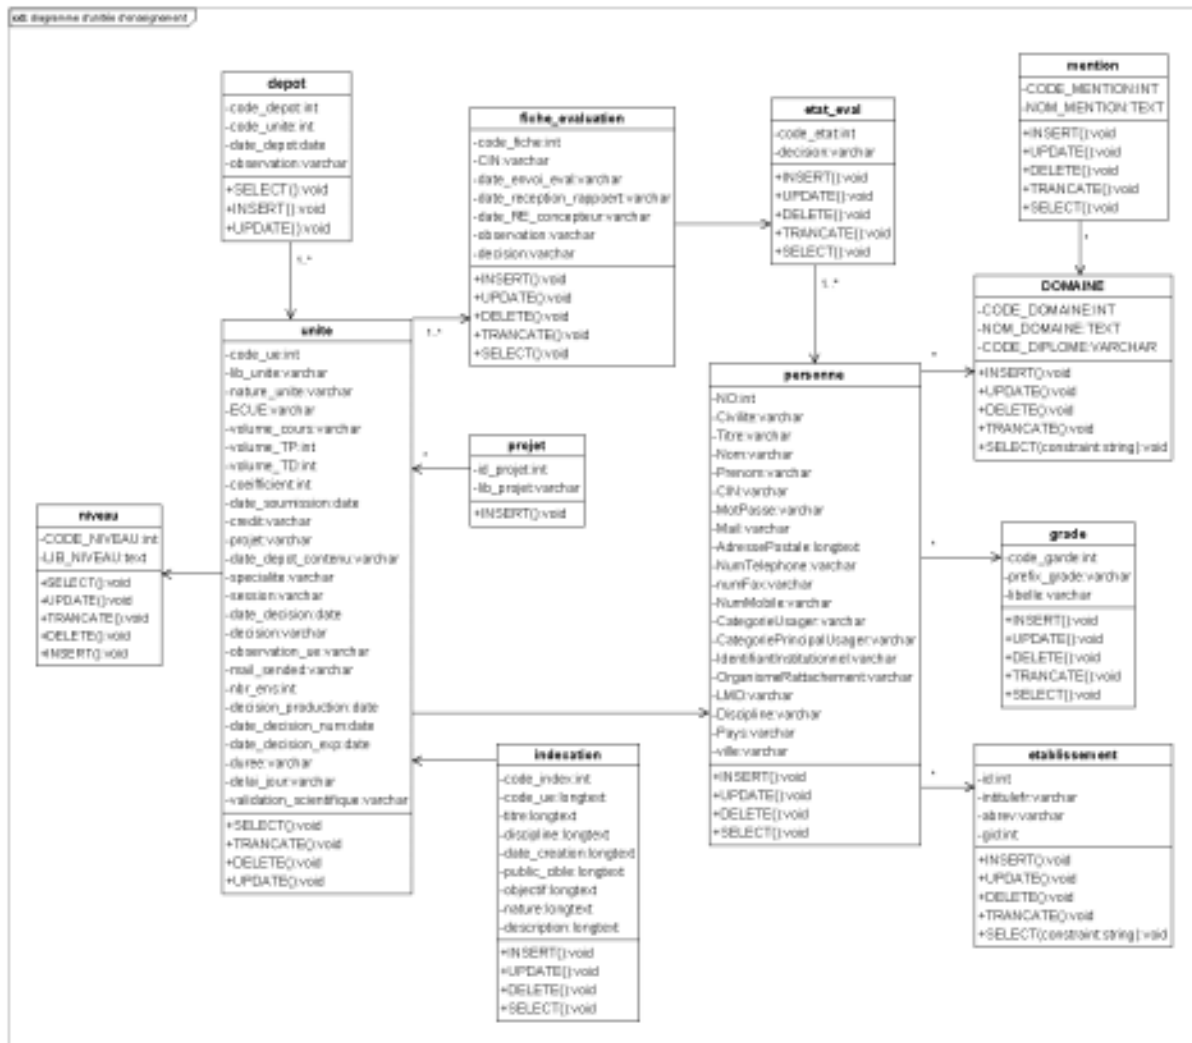 cd: diagramme d'unités d'enseignement
depot
-code_depot:int
-code_unite:int
-date_depot:date
-observation:varchar
+SELECT():void
+INSERT():void
+UPDATE():void
1..*
fiche_evaluation
-code_fiche:int
-CIN:varchar
-date_envoi_eval:varchar
-date_reception_rappoert:varchar
-date_RE_concepteur:varchar
-observation:varchar
-decision:varchar
+INSERT():void
+UPDATE():void
+DELETE():void
+TRANCATE():void
+SELECT():void
1..*
etat_eval
-code_etat:int
-decision:varchar
+INSERT():void
+UPDATE():void
+DELETE():void
+TRANCATE():void
+SELECT():void
1..*
mention
-CODE_MENTION:INT
-NOM_MENTION:TEXT
+INSERT():void
+UPDATE():void
+DELETE():void
+TRANCATE():void
+SELECT():void
*
DOMAINE
-CODE_DOMAINE:INT
-NOM_DOMAINE:TEXT
-CODE_DIPLOME:VARCHAR
+INSERT():void
+UPDATE():void
+DELETE():void
+TRANCATE():void
+SELECT(constraint:string):void
unite
-code_ue:int
-lib_unite:varchar
-nature_unite:varchar
-ECUE:varchar
-volume_cours:varchar
-volume_TP:int
-volume_TD:int
-coeifficient:int
-date_soumission:date
-credit:varchar
-projet:varchar
-date_depot_contenu:varchar
-specialite:varchar
-session:varchar
-date_decision:date
-decision:varchar
-observation_ue:varchar
-mail_sended:varchar
-nbr_ens:int
-decision_production:date
-date_decision_num:date
-date_decision_exp:date
-duree:varchar
-delai_jour:varchar
-validation_scientifique:varchar
+SELECT():void
+TRANCATE():void
+DELETE():void
+UPDATE():void
projet
-id_projet:int
-lib_projet:varchar
+INSERT():void
*
niveau
-CODE_NIVEAU:int
-LIB_NIVEAU:text
+SELECT():void
+UPDATE():void
+TRANCATE():void
+DELETE():void
+INSERT():void
personne
-NO:int
-Civilite:varchar
-Titre:varchar
-Nom:varchar
-Prenom:varchar
-CIN:varchar
-MotPasse:varchar
-Mail:varchar
-AdressePostale:longtext
-NumTelephone:varchar
-numFax:varchar
-NumMobile:varchar
-CategorieUsager:varchar
-CategoriePrincipalUsager:varchar
-IdentifiantInstitutionnel:varchar
-OrganismeRattachement:varchar
-LMD:varchar
-Discipline:varchar
-Pays:varchar
-ville:varchar
+INSERT():void
+UPDATE():void
+DELETE():void
+SELECT():void
*
*
*
grade
-code_garde:int
-prefix_grade:varchar
-libelle:varchar
+INSERT():void
+UPDATE():void
+DELETE():void
+TRANCATE():void
+SELECT():void
indexation
-code_index:int
-code_ue:longtext
-titre:longtext
-discipline:longtext
-date_creation:longtext
-public_cible:longtext
-objectif:longtext
-nature:longtext
-description:longtext
+INSERT():void
+UPDATE():void
+DELETE():void
+SELECT():void
etablissement
-id:int
-intitulefr:varchar
-abrev:varchar
-gid:int
+INSERT():void
+UPDATE():void
+DELETE():void
+TRANCATE():void
+SELECT(constraint:string):void